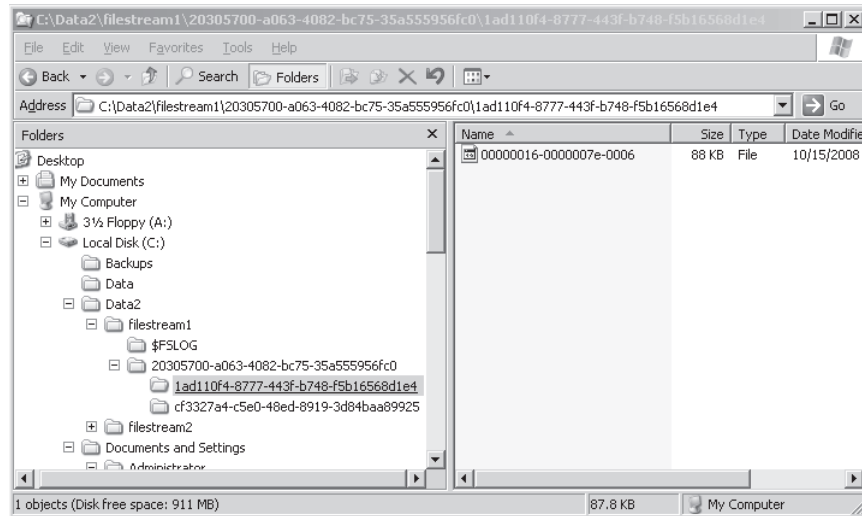 C:\Data2\filestream1\20305700-a063-4082-bc75-35a555956fc0\1ad110f4-8777-443f-b748-f5b16568d1e4
File Edit View Favorites Tools Help
Back Search Folders
Address C:\Data2\filestream1\20305700-a063-4082-bc75-35a555956fc0\1ad110f4-8777-443f-b748-f5b16568d1e4 Go
Folders x Name Size Type Date Modifie
00000016-0000007e-0006 88 KB File 10/15/2008
Desktop
My Documents
My Computer
3½ Floppy (A:)
Local Disk (C:)
Backups
Data
Data2
filestream1
$FSLOG
20305700-a063-4082-bc75-35a555956fc0
1ad110f4-8777-443f-b748-f5b16568d1e4
cf3327a4-c5e0-48ed-8919-3d84baa89925
filestream2
Documents and Settings
Administrator
1 objects (Disk free space: 911 MB) 87.8 KB My Computer